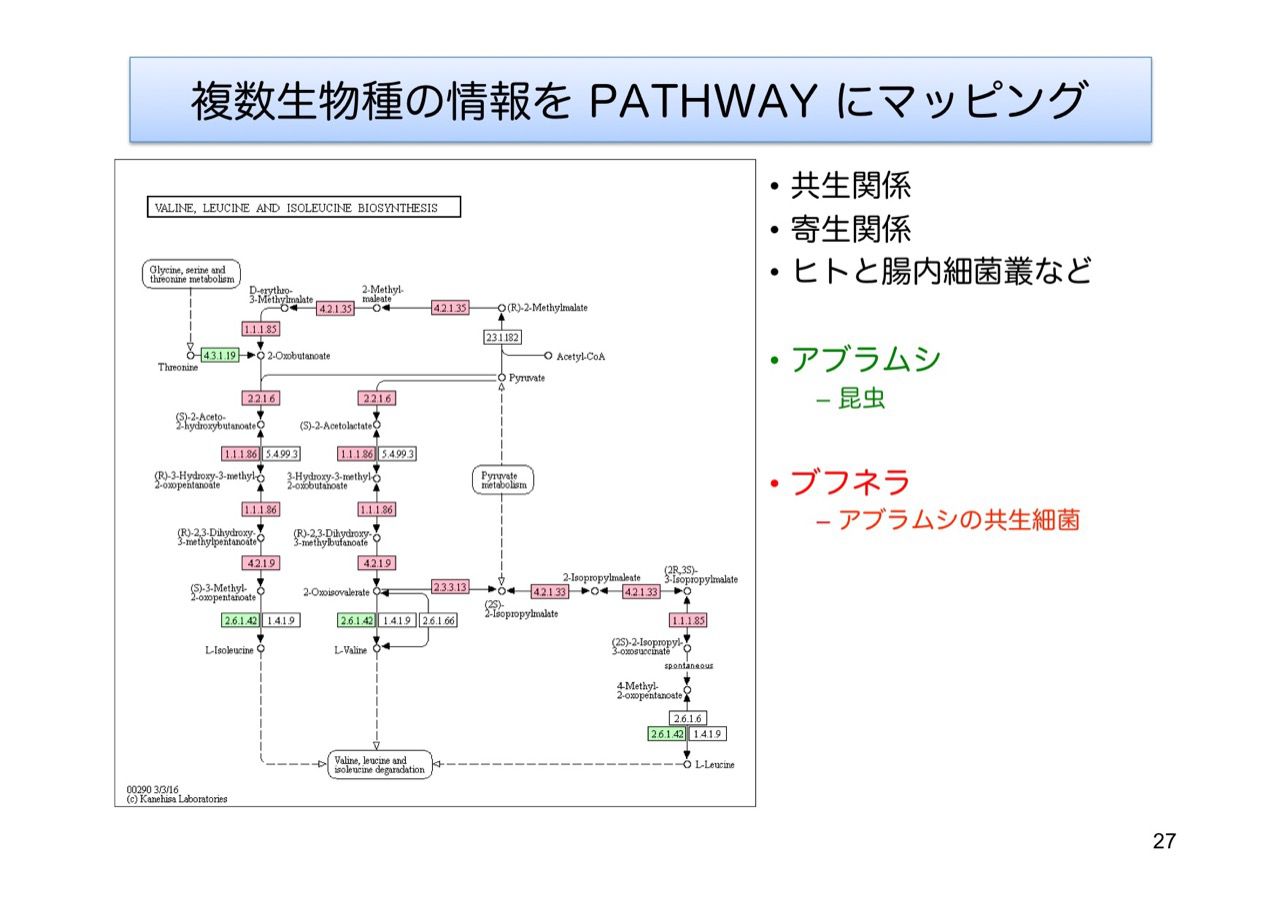 複数生物種の情報を PATHWAY にマッピング
VALINE, LEUCINE AND ISOLEUCINE BIOSYNTHESIS
Glycine, serine and
threonine metabolism
D-erythro-
3-Methylmalate
4.2.1.35
2-Methyl-
maleate
4.2.1.35
(R)-2-Methylmalate
1.1.1.85
2.3.1.182
Threonine
4.3.1.19
2-Oxobutanoate
Acetyl-CoA
Pyruvate
2.2.1.6
2.2.1.6
(S)-2-Aceto-
2-hydroxybutanoate
(S)-2-Acetolactate
1.1.1.86
5.4.99.3
1.1.1.86
5.4.99.3
(R)-3-Hydroxy-3-methyl-
2-oxopentanoate
3-Hydroxy-3-methyl-
2-oxobutanoate
Pyruvate
metabolism
1.1.1.86
1.1.1.86
(R)-2,3-Dihydroxy-
3-methylpentanoate
(R)-2,3-Dihydroxy-
3-methylbutanoate
4.2.1.9
4.2.1.9
(S)-3-Methyl-
2-oxopentanoate
2-Oxoisovalerate
2.3.3.13
(2S)-
2-Isopropylmalate
4.2.1.33
2-Isopropylmaleate
4.2.1.33
(2R,3S)-
3-Isopropylmalate
2.6.1.42
1.4.1.9
2.6.1.42
1.4.1.9
2.6.1.66
1.1.1.85
L-Isoleucine
L-Valine
(2S)-2-Isopropyl-
3-oxosuccinate
spontaneous
4-Methyl-
2-oxopentanoate
2.6.1.6
2.6.1.42
1.4.1.9
L-Leucine
Valine, leucine and
isoleucine degradation
00290 3/3/16
(c) Kanehisa Laboratories
• 共生関係
• 寄生関係
• ヒトと腸内細菌叢など
• アブラムシ
– 昆虫
• ブフネラ
– アブラムシの共生細菌
27